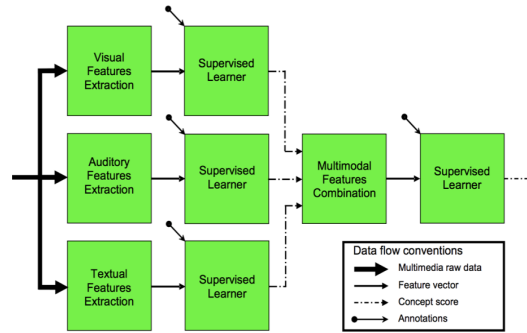 Visual
Features
Extraction
Supervised
Learner
Auditory
Features
Extraction
Supervised
Learner
Multimodal
Features
Combination
Supervised
Learner
Textual
Features
Extraction
Supervised
Learner
Data flow conventions
Multimedia raw data
Feature vector
Concept score
Annotations